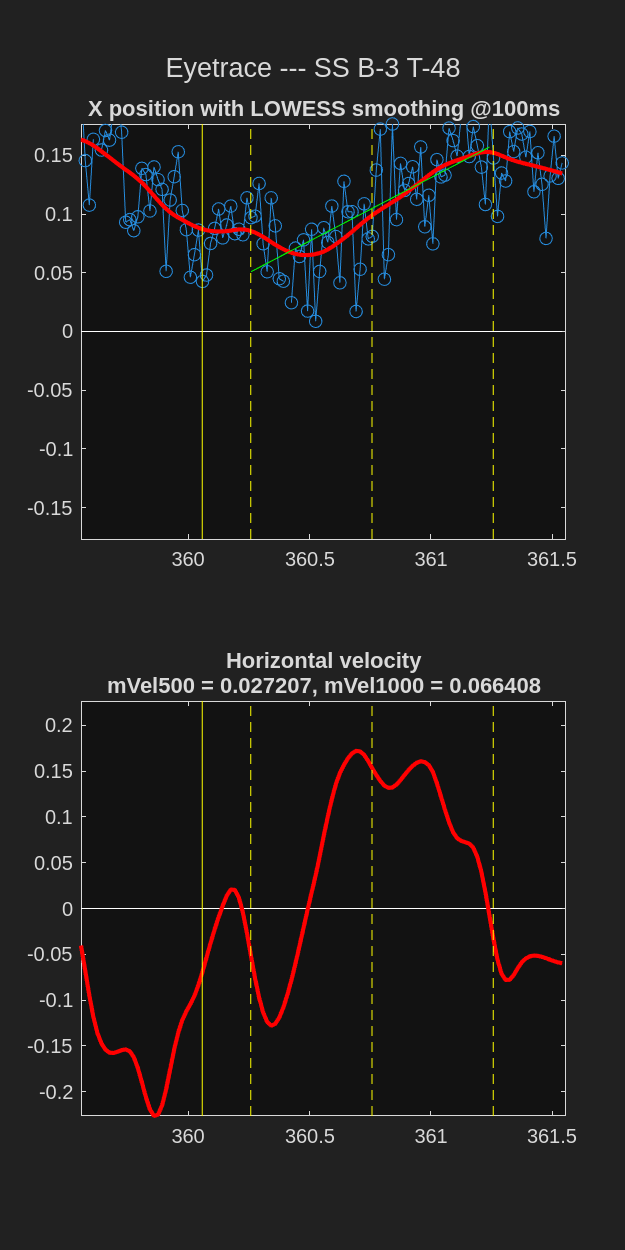 Eyetrace --- SS B-3 T-48
X position with LOWESS smoothing @100ms
0.15
0.1
0.05
0
-0.05
-0.1
-0.15
360 360.5 361 361.5
Horizontal velocity
mVel500 = 0.027207, mVel1000 = 0.066408
0.2
0.15
0.1
0.05
0
-0.05
-0.1
-0.15
-0.2
360 360.5 361 361.5